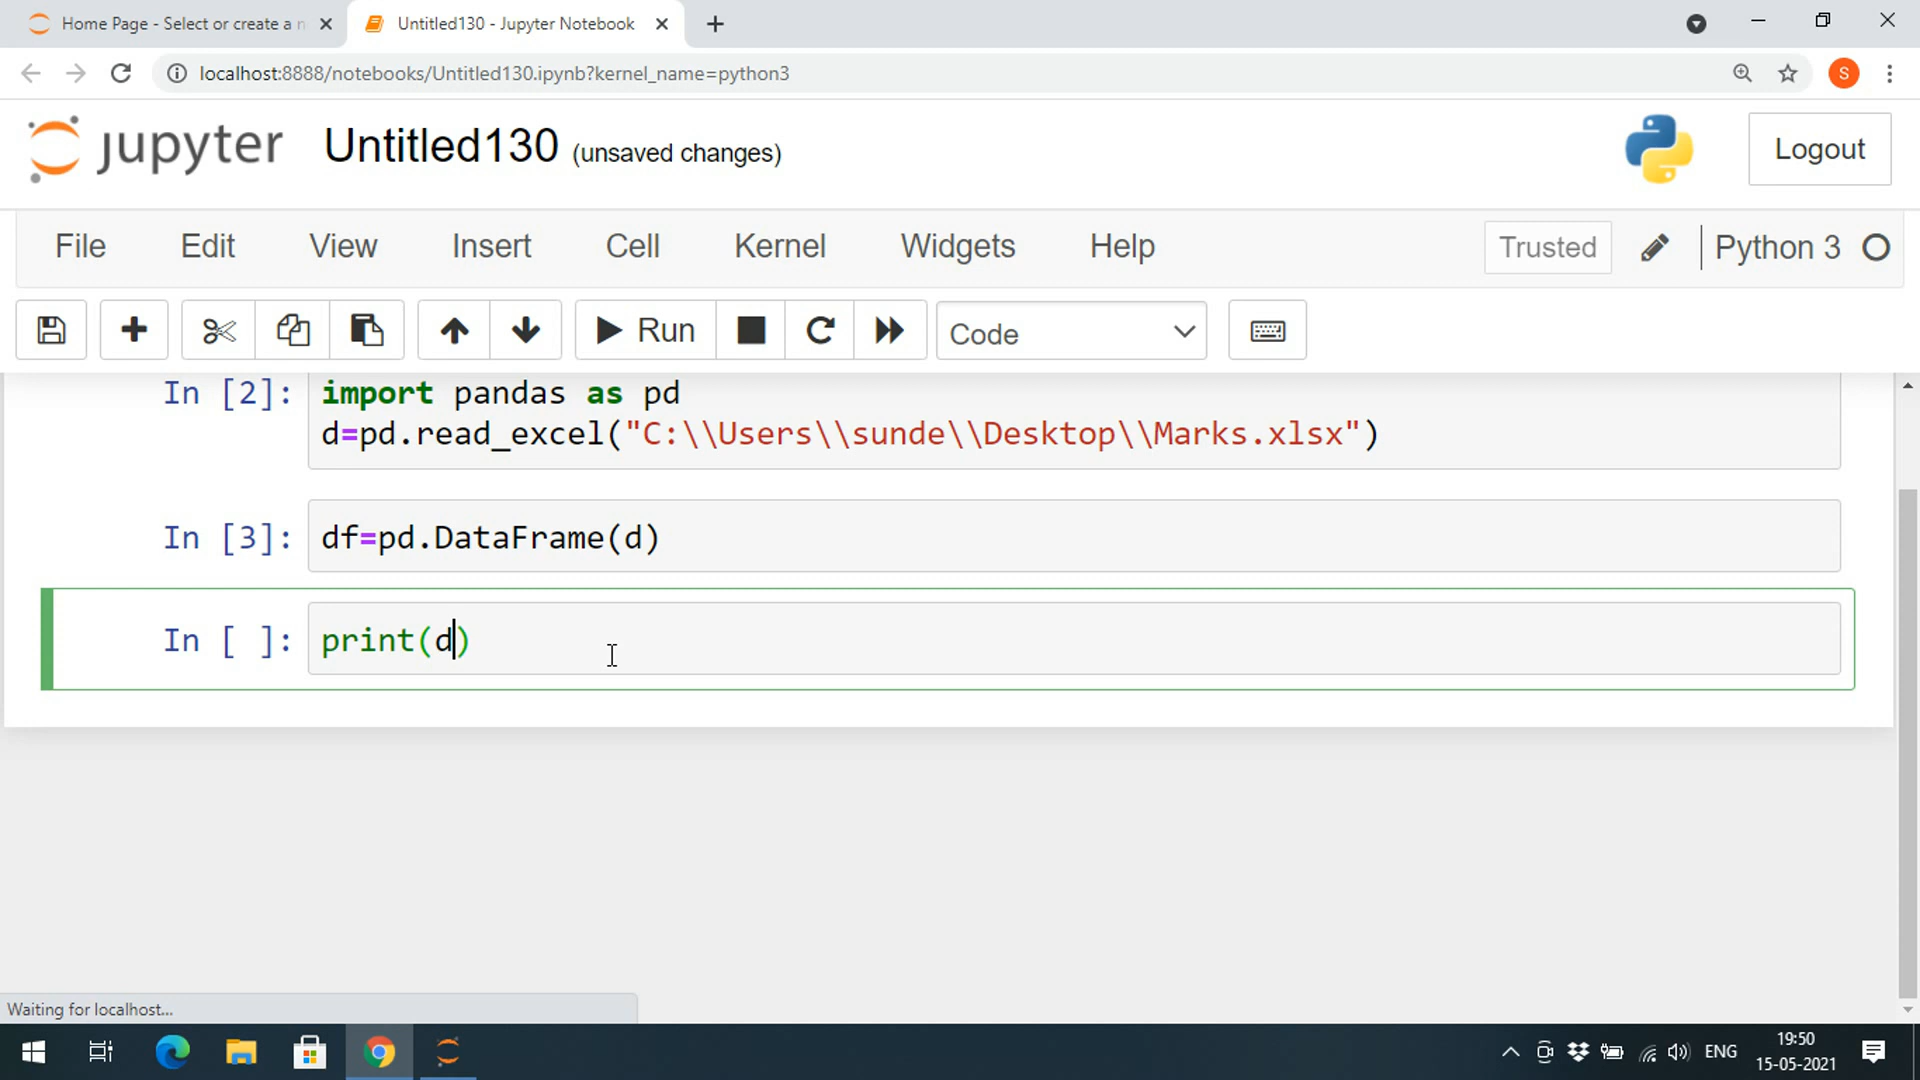 Home Page - Select or create a n
Untitled130 - Jupyter Notebook
localhost:8888/notebooks/Untitled130.ipynb?kernel_name=python3
S
jupyter
Untitled130 (unsaved changes)
Logout
File Edit View Insert Cell Kernel Widgets Help
Trusted
Python 3
Run
Code
In [2]:
import pandas as pd
d=pd.read_excel("C:\\Users\\sunde\\Desktop\\Marks.xlsx")
In [3]:
df=pd.DataFrame(d)
In [ ]:
print(d)
Waiting for localhost...
ENG
19:50
15-05-2021